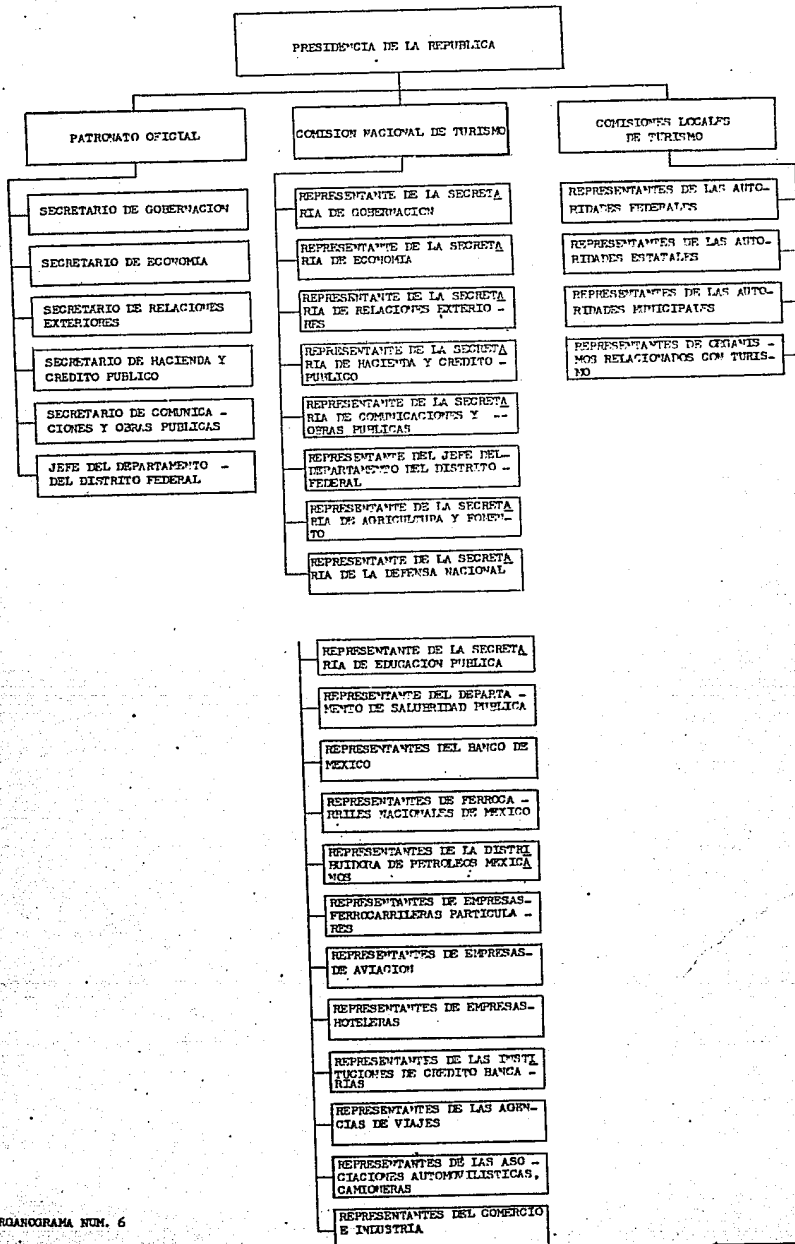 PRESIDENCIA DE LA REPUBLICA
PATRONATO OFICIAL
SECRETARIO DE GOBERNACION
SECRETARIO DE ECONOMIA
SECRETARIO DE RELACIONES
EXTERIORES
SECRETARIO DE HACIENDA Y
CREDITO PUBLICO
SECRETARIO DE COMUNICA -
CIONES Y OBRAS PUBLICAS
JEFE DEL DEPARTAMENTO -
DEL DISTRITO FEDERAL
COMISION NACIONAL DE TURISMO
REPRESENTANTE DE LA SECRETA
RIA DE GOBERNACION
REPRESENTANTE DE LA SECRETA
RIA DE ECONOMIA
REPRESENTANTE DE LA SECRETA
RIA DE RELACIONES EXTERIO -
RES
REPRESENTANTE DE LA SECRETA
RIA DE HACIENDA Y CREDITO -
PUBLICO
REPRESENTANTE DE LA SECRETA
RIA DE COMUNICACIONES Y --
OBRAS PUBLICAS
REPRESENTANTE DEL JEFE DEL-
DEPARTAMENTO DEL DISTRITO -
FEDERAL
REPRESENTANTE DE LA SECRETA
RIA DE AGRICULTURA Y FOMEN-
TO
REPRESENTANTE DE LA SECRETA
RIA DE LA DEFENSA NACIONAL
REPRESENTANTE DE LA SECRETA
RIA DE EDUCACION PUBLICA
REPRESENTANTE DEL DEPARTA -
MENTO DE SALUBRIDAD PUBLICA
REPRESENTANTES DEL BANCO DE
MEXICO
REPRESENTANTES DE FERROCA -
RRILES NACIONALES DE MEXICO
REPRESENTANTES DE LA DISTRI
BUIDORA DE PETROLEOS MEXICA
NOS
REPRESENTANTES DE EMPRESAS-
FERROCARRILERAS PARTICULA -
RES
REPRESENTANTES DE EMPRESAS-
DE AVIACION
REPRESENTANTES DE EMPRESAS-
HOTELERAS
REPRESENTANTES DE LAS INSTI
TUCIONES DE CREDITO BANCA -
RIAS
REPRESENTANTES DE LAS AGEN-
CIAS DE VIAJES
REPRESENTANTES DE LAS ASO -
CIACIONES AUTOMOVILISTICAS,
CAMIONERAS
REPRESENTANTES DEL COMERCIO
E INDUSTRIA
COMISIONES LOCALES
DE TURISMO
REPRESENTANTES DE LAS AUTO-
RIDADES FEDERALES
REPRESENTANTES DE LAS AUTO-
RIDADES ESTATALES
REPRESENTANTES DE LAS AUTO-
RIDADES MUNICIPALES
REPRESENTANTES DE ORGANIS-
MOS RELACIONADOS CON TURIS-
MO
RGANOGRAMA NUM. 6